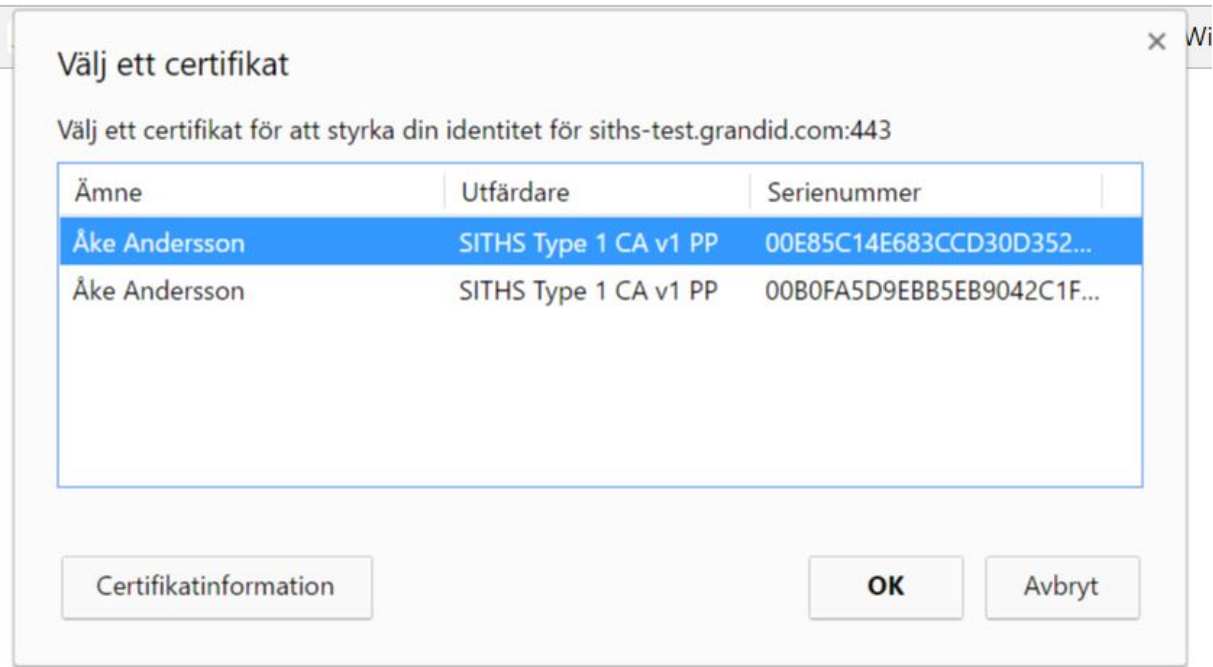 Välj ett certifikat
Välj ett certifikat för att styrka din identitet för siths-test.grandid.com:443
Ämne Utfärdare Serienummer
Åke Andersson SITHS Type 1 CA v1 PP 00E85C14E683CCD30D352...
Åke Andersson SITHS Type 1 CA v1 PP 00B0FA5D9EBB5EB9042C1F...
Certifikatinformation OK Avbryt